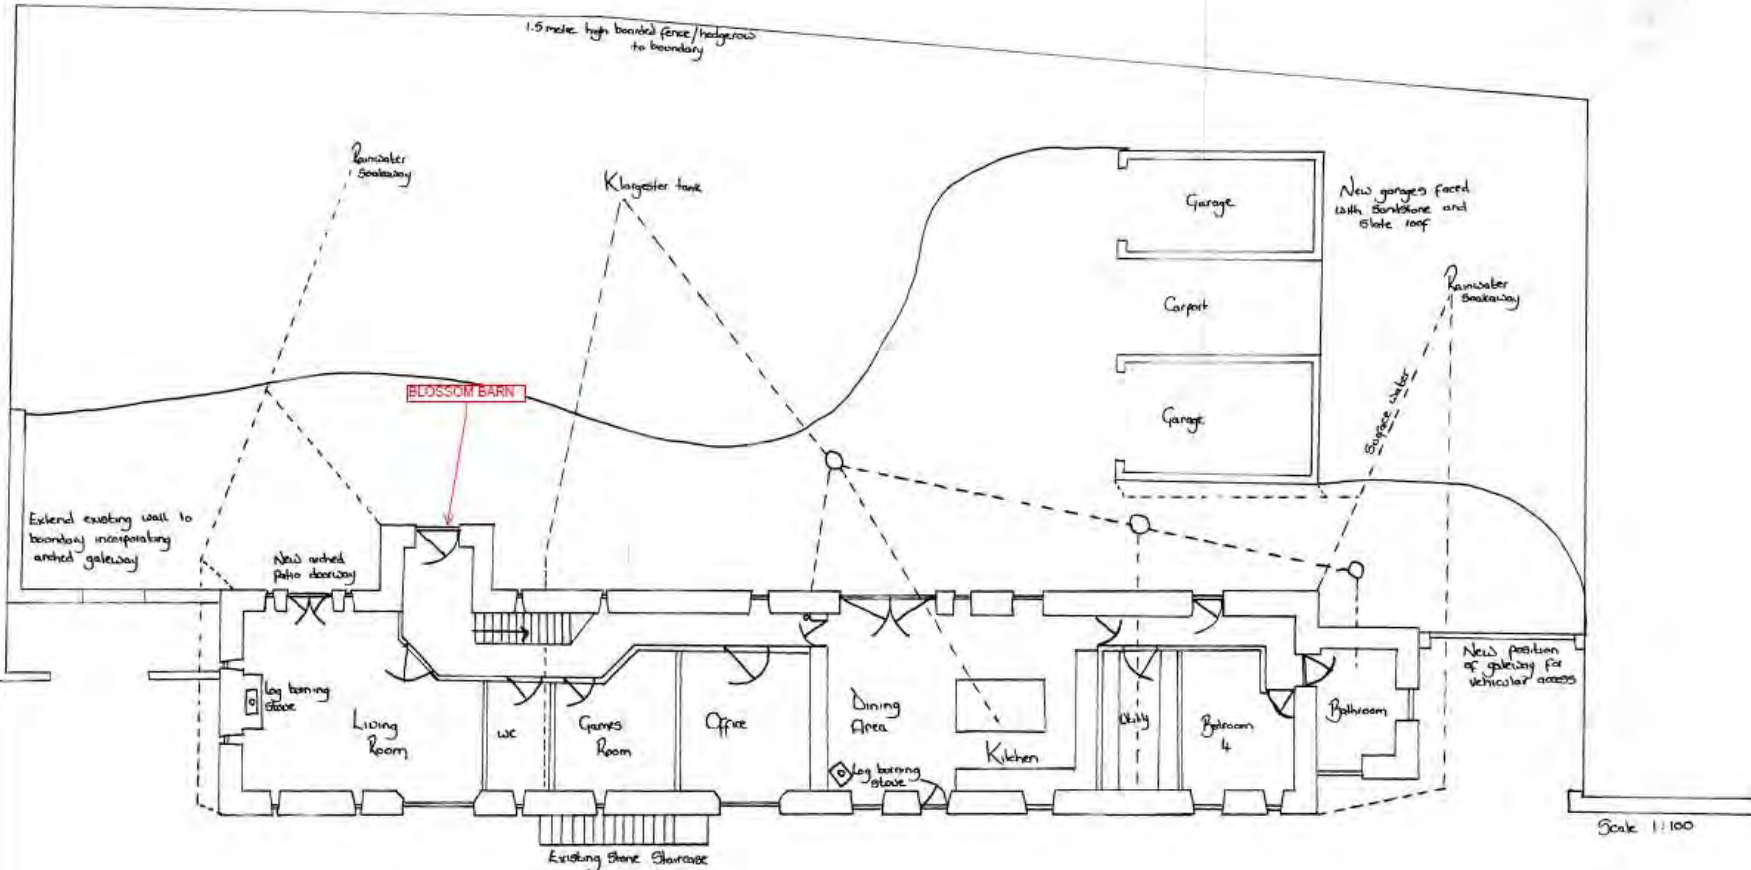 1.5 metre high boarded fence/hedgerow
to boundary
Rainwater
Soakaway
Klargester tank
Garage
New garages faced
with Sandstone and
Slate roof
Carport
Rainwater
Soakaway
Garage
Surface water
BLOSSOM BARN
Extend existing wall to
boundary incorporating
arched gateway
New arched
patio doorway
New position
of gateway for
vehicular access
Log burning
Stove
Living
Room
WC
Games
Room
Office
Dining
Area
Log burning
Stove
Kitchen
Utility
Bedroom
4
Bathroom
Existing Stone Staircase
Scale 1:100